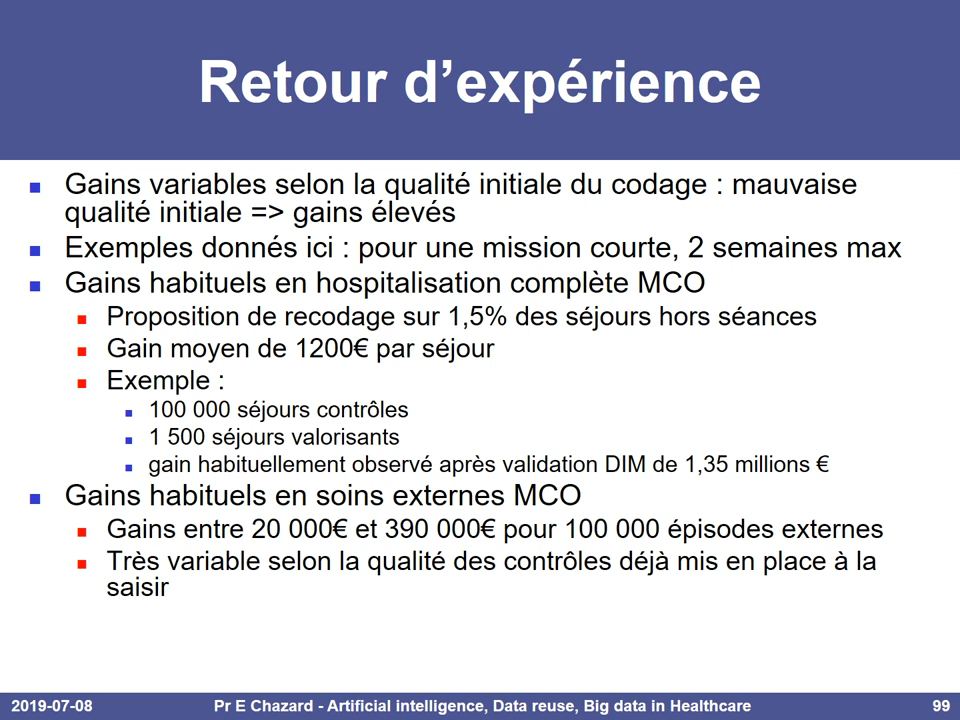 Retour d’expérience
Gains variables selon la qualité initiale du codage : mauvaise
qualité initiale => gains élevés
Exemples donnés ici : pour une mission courte, 2 semaines max
Gains habituels en hospitalisation complète MCO
Proposition de recodage sur 1,5% des séjours hors séances
Gain moyen de 1200€ par séjour
Exemple :
100 000 séjours contrôles
1 500 séjours valorisants
gain habituellement observé après validation DIM de 1,35 millions €
Gains habituels en soins externes MCO
Gains entre 20 000€ et 390 000€ pour 100 000 épisodes externes
Très variable selon la qualité des contrôles déjà mis en place à la
saisir
2019-07-08 Pr E Chazard - Artificial intelligence, Data reuse, Big data in Healthcare 99